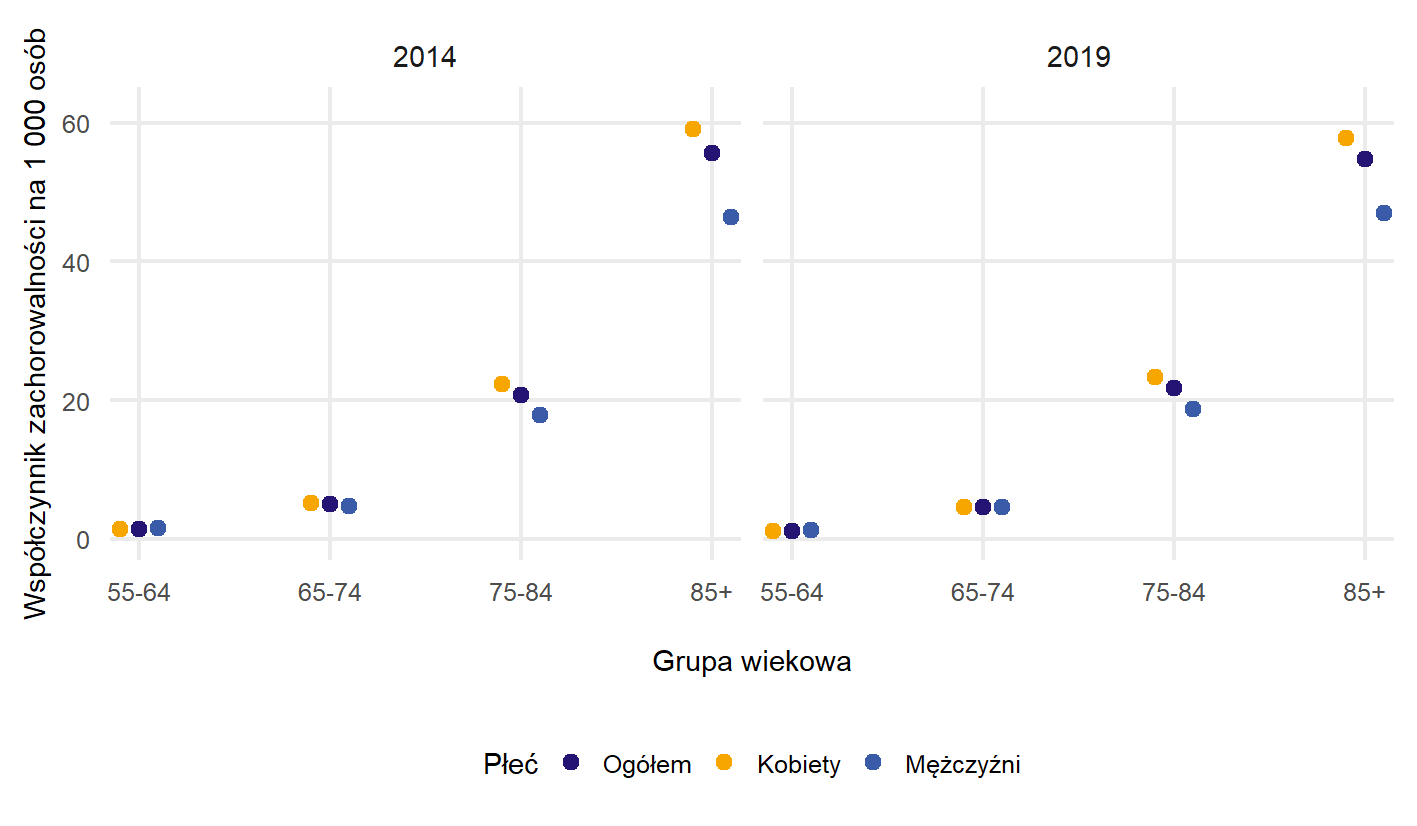 2014 2019
Współczynnik zachorowalności na 1 000 osób
60
40
20
0
55-64 65-74 75-84 85+ 55-64 65-74 75-84 85+
Grupa wiekowa
Płeć Ogółem Kobiety Mężczyźni